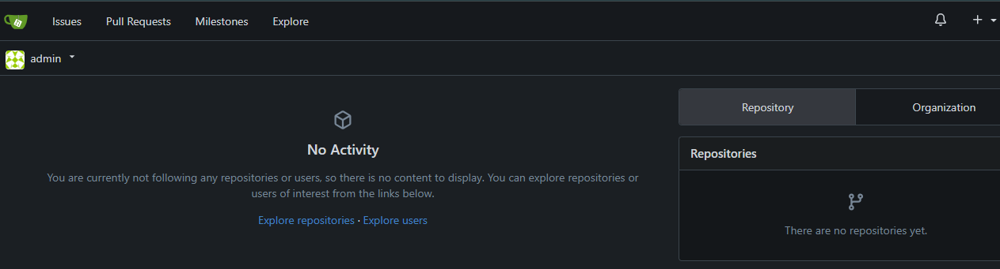 Issues Pull Requests Milestones Explore
admin
Repository Organization
No Activity
Repositories
You are currently not following any repositories or users, so there is no content to display. You can explore repositories or
users of interest from the links below.
Explore repositories · Explore users
There are no repositories yet.